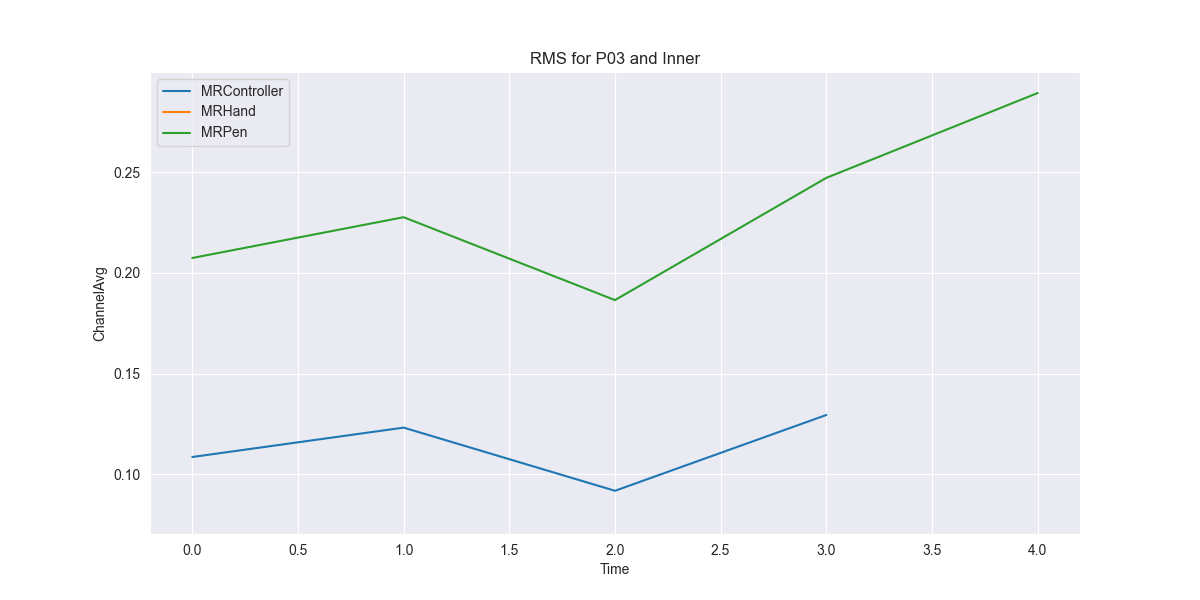 RMS for P03 and Inner
MRController
MRHand
MRPen
ChannelAvg
0.25
0.20
0.15
0.10
0.0 0.5 1.0 1.5 2.0 2.5 3.0 3.5 4.0
Time